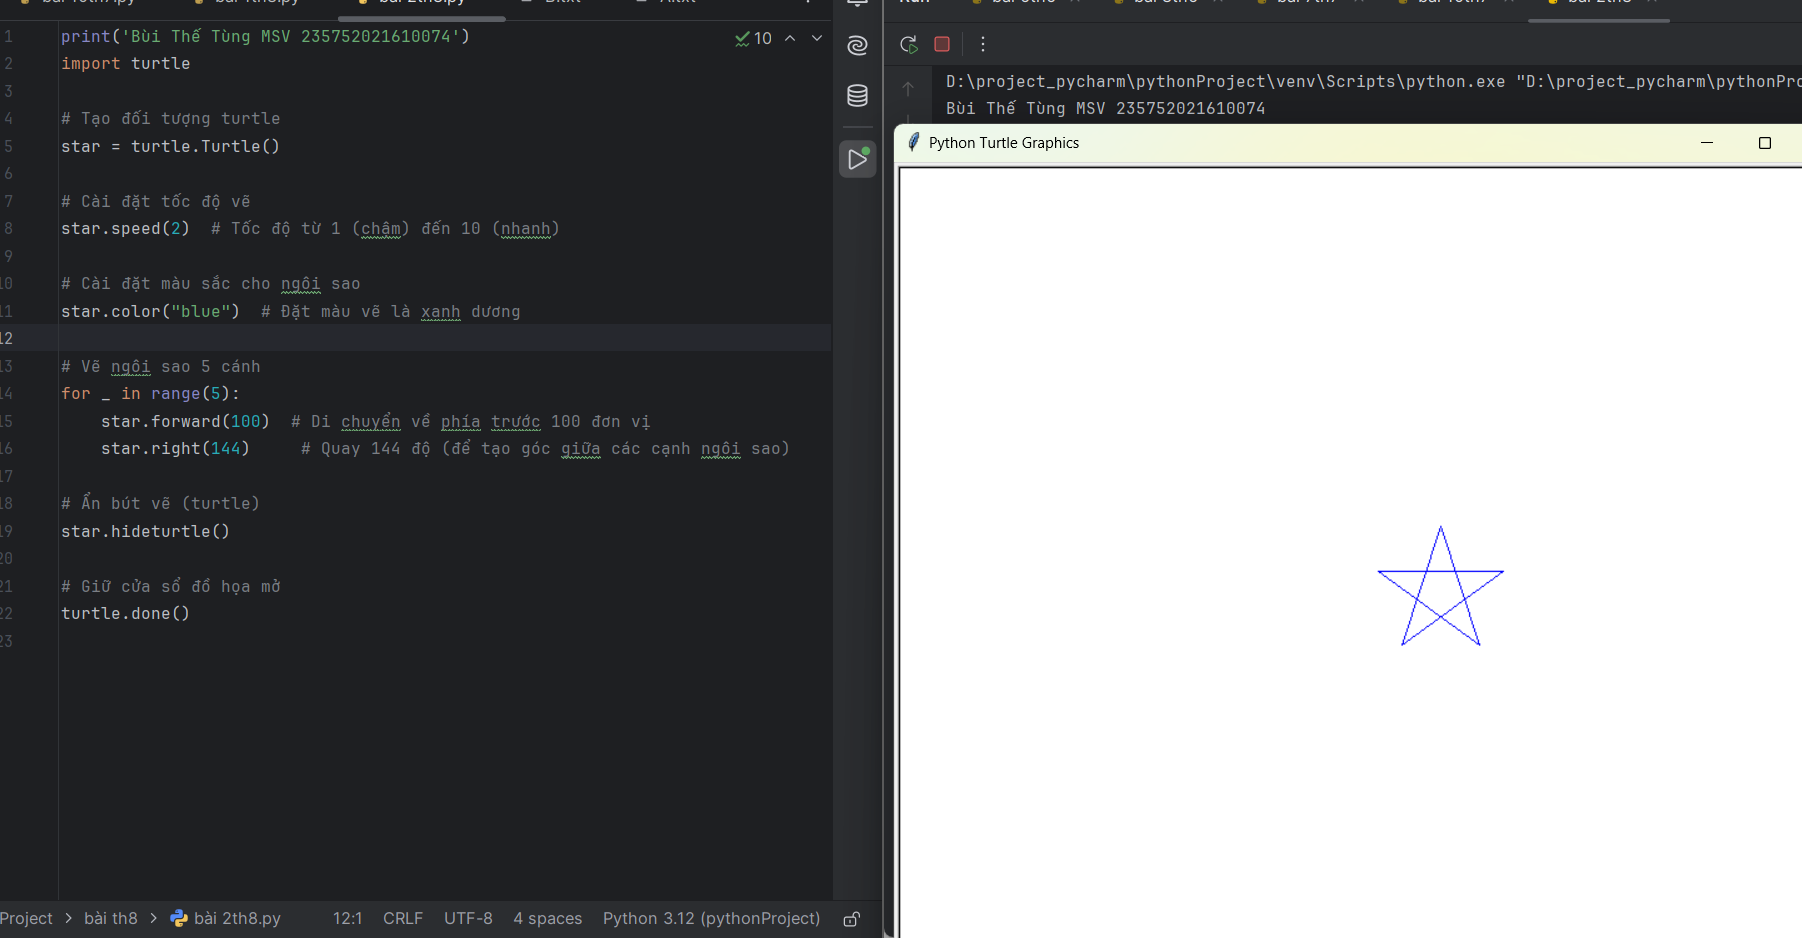 print('Bùi Thế Tùng MSV 235752021610074')
10
import turtle
# Tạo đối tượng turtle
star = turtle.Turtle()
# Cài đặt tốc độ vẽ
star.speed(2)  # Tốc độ từ 1 (chậm) đến 10 (nhanh)
# Cài đặt màu sắc cho ngôi sao
star.color("blue")  # Đặt màu vẽ là xanh dương
# Vẽ ngôi sao 5 cánh
for _ in range(5):
    star.forward(100)  # Di chuyển về phía trước 100 đơn vị
    star.right(144)     # Quay 144 độ (để tạo góc giữa các cạnh ngôi sao)
# Ẩn bút vẽ (turtle)
star.hideturtle()
# Giữ cửa sổ đồ họa mở
turtle.done()
Project > bài th8 > bài 2th8.py 12:1 CRLF UTF-8 4 spaces Python 3.12 (pythonProject)
D:\project_pycharm\pythonProject\venv\Scripts\python.exe "D:\project_pycharm\pythonPro
Bùi Thế Tùng MSV 235752021610074
Python Turtle Graphics